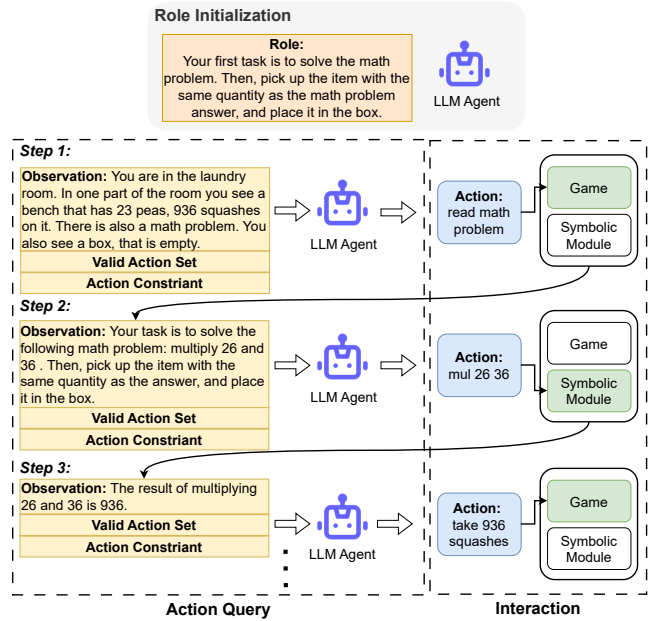 Role Initialization
Role:
Your first task is to solve the math
problem. Then, pick up the item with the
same quantity as the math problem
answer, and place it in the box.
LLM Agent
Step 1:
Observation: You are in the laundry
room. In one part of the room you see a
bench that has 23 peas, 936 squashes
on it. There is also a math problem. You
also see a box, that is empty.
Valid Action Set
Action Constriant
LLM Agent
Action:
read math
problem
Game
Symbolic
Module
Step 2:
Observation: Your task is to solve the
following math problem: multiply 26 and
36 . Then, pick up the item with the
same quantity as the answer, and place
it in the box.
Valid Action Set
Action Constriant
LLM Agent
Action:
mul 26 36
Game
Symbolic
Module
Step 3:
Observation: The result of multiplying
26 and 36 is 936.
Valid Action Set
Action Constriant
LLM Agent
Action:
take 936
squashes
Game
Symbolic
Module
Action Query
Interaction